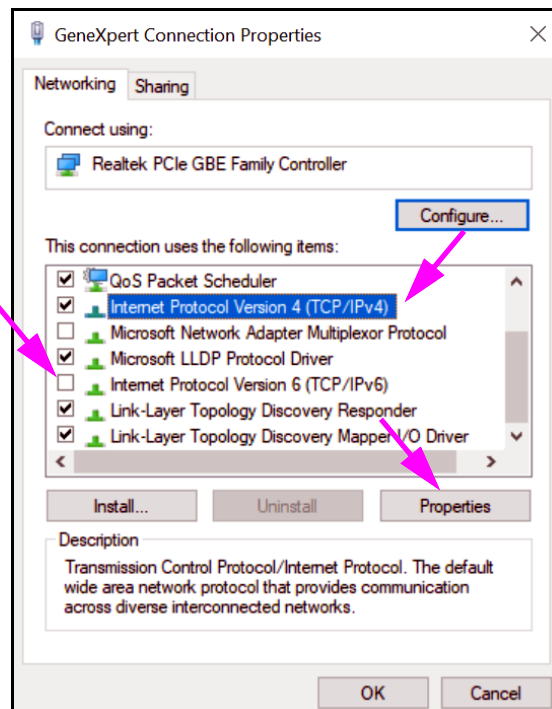 GeneXpert Connection Properties
Networking
Sharing
Connect using:
Realtek PCIe GBE Family Controller
Configure...
This connection uses the following items:
QoS Packet Scheduler
Internet Protocol Version 4 (TCP/IPv4)
Microsoft Network Adapter Multiplexor Protocol
Microsoft LLDP Protocol Driver
Internet Protocol Version 6 (TCP/IPv6)
Link-Layer Topology Discovery Responder
Link-Layer Topology Discovery Mapper I/O Driver
Install...
Uninstall
Properties
Description
Transmission Control Protocol/Internet Protocol. The default
wide area network protocol that provides communication
across diverse interconnected networks.
OK
Cancel